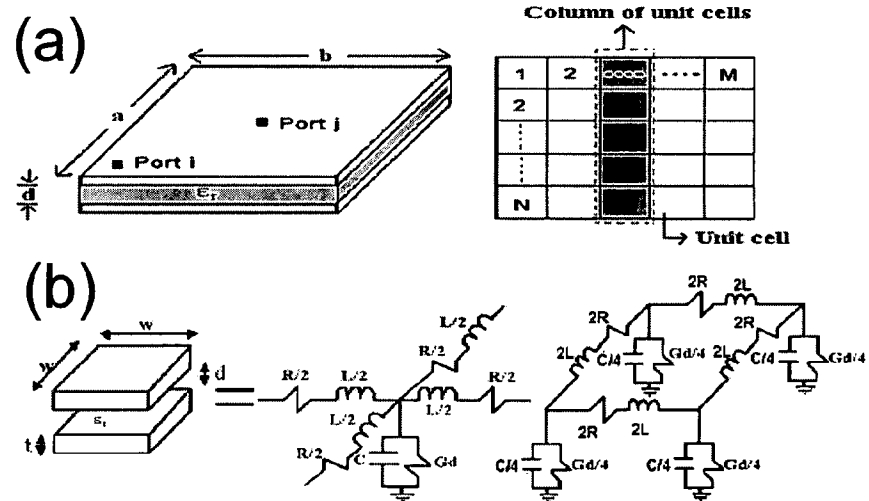 (a)
Column of unit cells
b
a
Port j
Port i
d
εr
1 2 M
2
N
Unit cell
(b)
w
w
d
εr
t
=
R/2 L/2
L/2
R/2
L/2 R/2
L/2
R/2
C
Gd
2R 2L
2R
2L
2R
2L
C/4 Gd/4
C/4 Gd/4
2R 2L
C/4 Gd/4
C/4 Gd/4